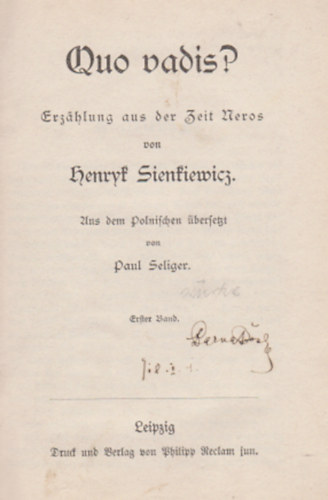 Quo vadis?
Erzählung aus der Zeit Neros
von
Henryk Sienkiewicz.
Aus dem Polnischen übersetzt
von
Paul Seliger.
Erster Band.
Leipzig
Druck und Verlag von Philipp Reclam jun.